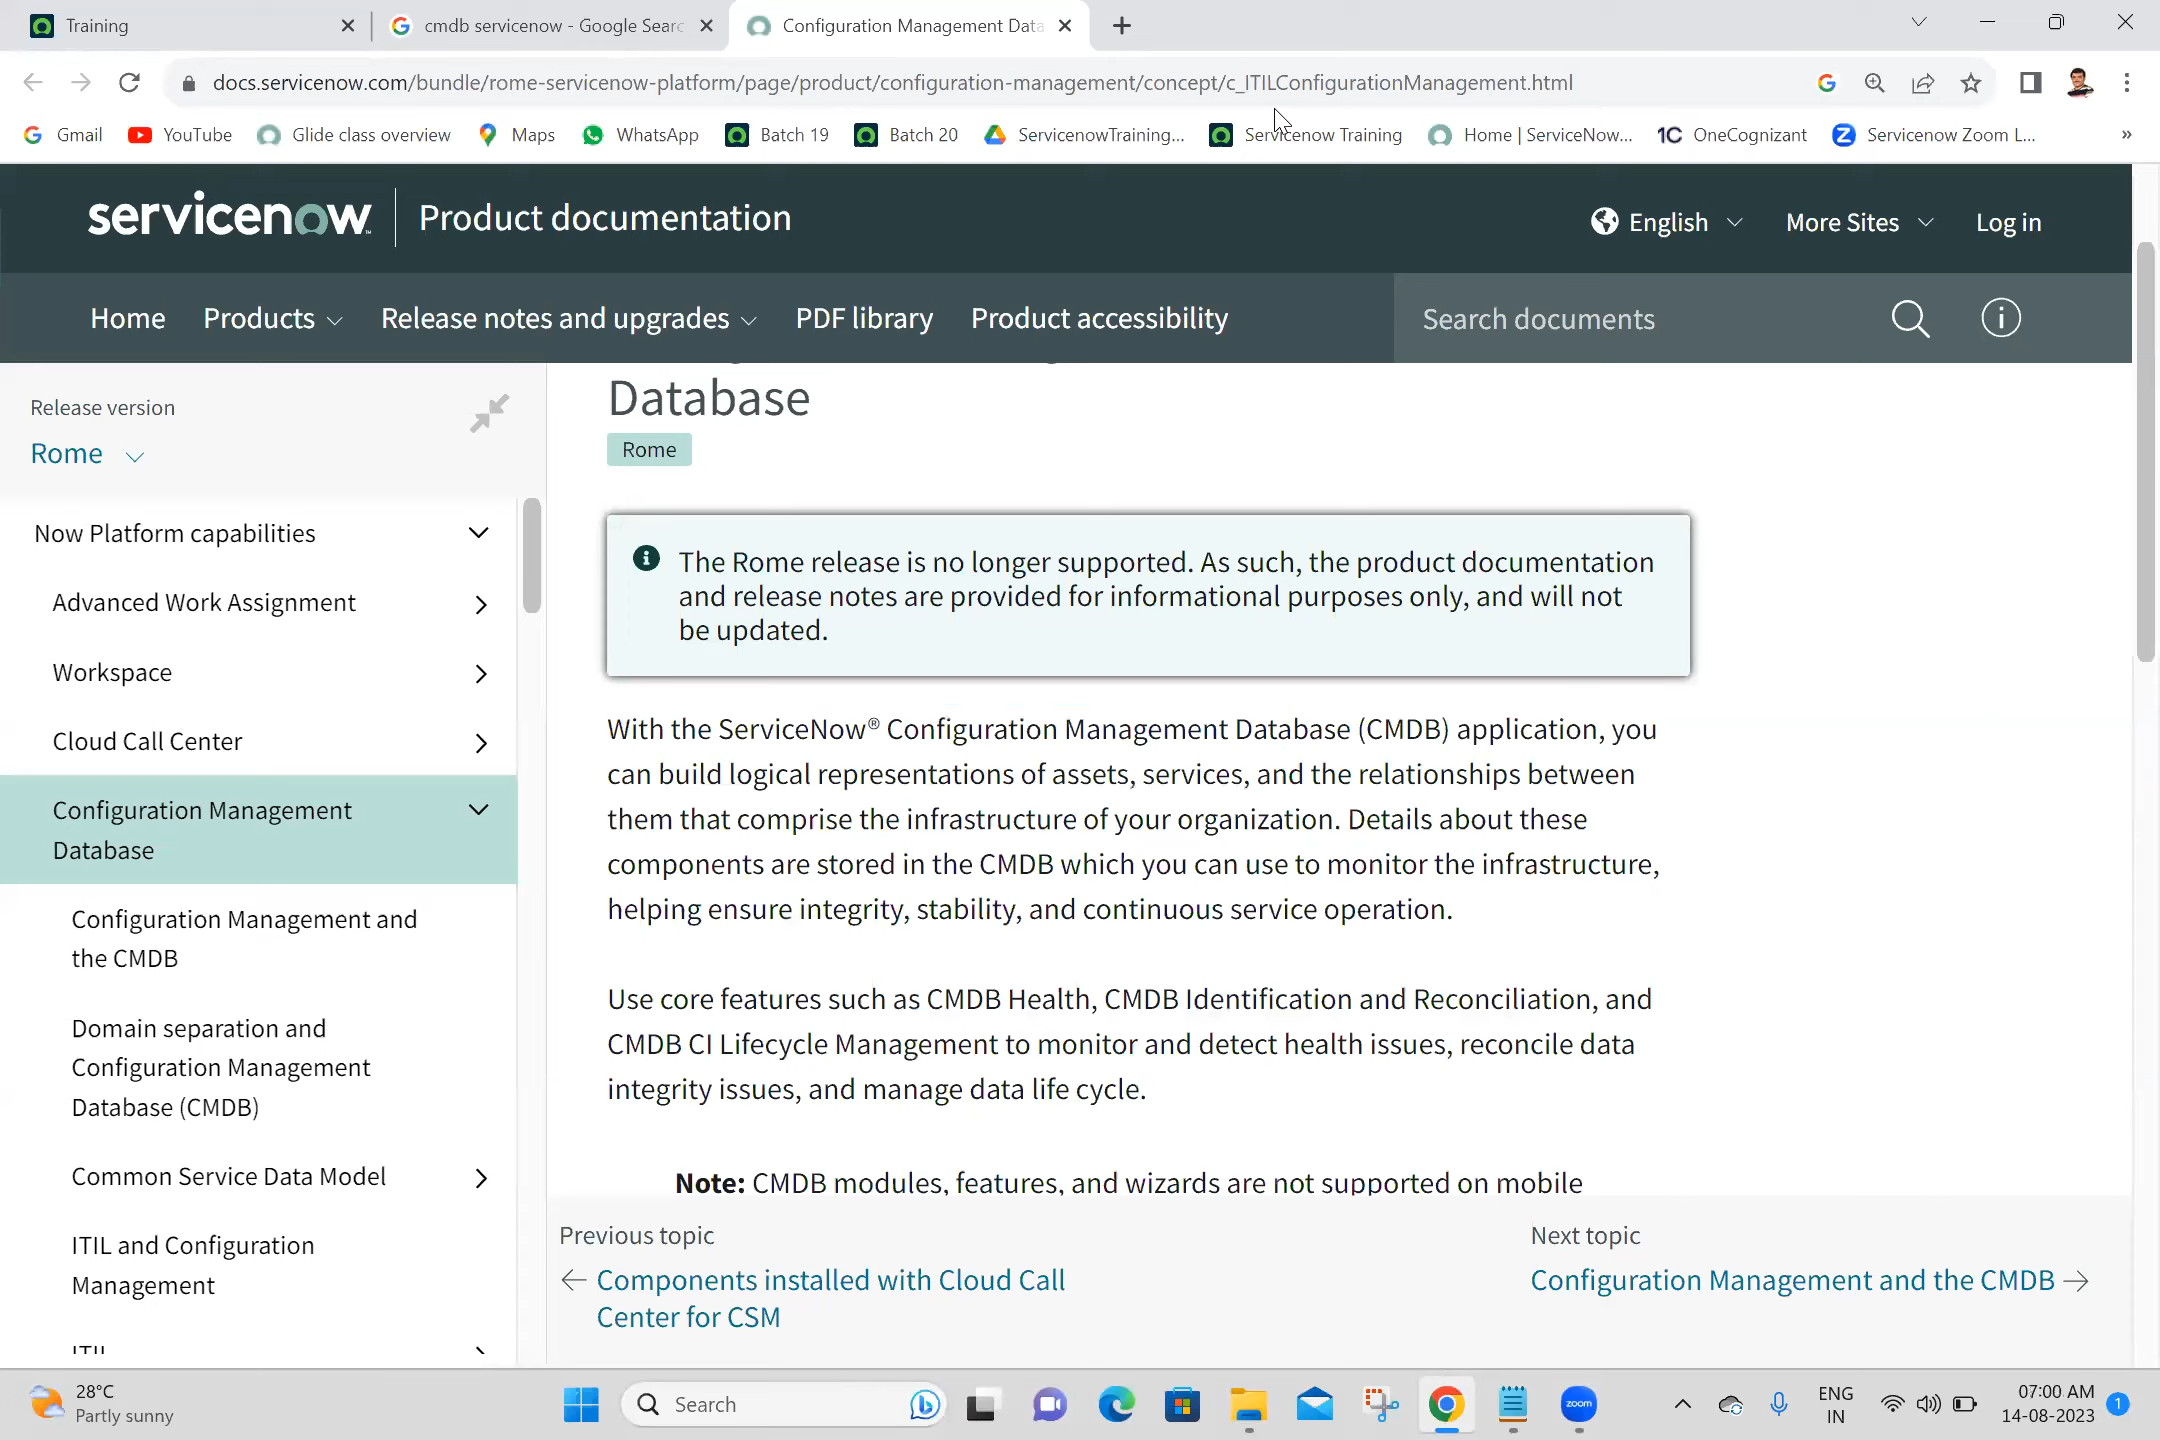 Training
cmdb servicenow - Google Searc
Configuration Management Data
docs.servicenow.com/bundle/rome-servicenow-platform/page/product/configuration-management/concept/c_ITILConfigurationManagement.html
Gmail
YouTube
Glide class overview
Maps
WhatsApp
Batch 19
Batch 20
ServicenowTraining...
Servicenow Training
Home | ServiceNow...
1C OneCognizant
Servicenow Zoom L...
»
servicenow
Product documentation
English
More Sites
Log in
Home
Products
Release notes and upgrades
PDF library
Product accessibility
Search documents
Release version
Rome
Now Platform capabilities
Advanced Work Assignment
Workspace
Cloud Call Center
Configuration Management
Database
Configuration Management and
the CMDB
Domain separation and
Configuration Management
Database (CMDB)
Common Service Data Model
ITIL and Configuration
Management
Database
Rome
The Rome release is no longer supported. As such, the product documentation
and release notes are provided for informational purposes only, and will not
be updated.
With the ServiceNow® Configuration Management Database (CMDB) application, you
can build logical representations of assets, services, and the relationships between
them that comprise the infrastructure of your organization. Details about these
components are stored in the CMDB which you can use to monitor the infrastructure,
helping ensure integrity, stability, and continuous service operation.
Use core features such as CMDB Health, CMDB Identification and Reconciliation, and
CMDB CI Lifecycle Management to monitor and detect health issues, reconcile data
integrity issues, and manage data life cycle.
Note: CMDB modules, features, and wizards are not supported on mobile
Previous topic
Components installed with Cloud Call
Center for CSM
Next topic
Configuration Management and the CMDB
28°C
Partly sunny
Search
zoom
ENG
IN
07:00 AM
14-08-2023
1